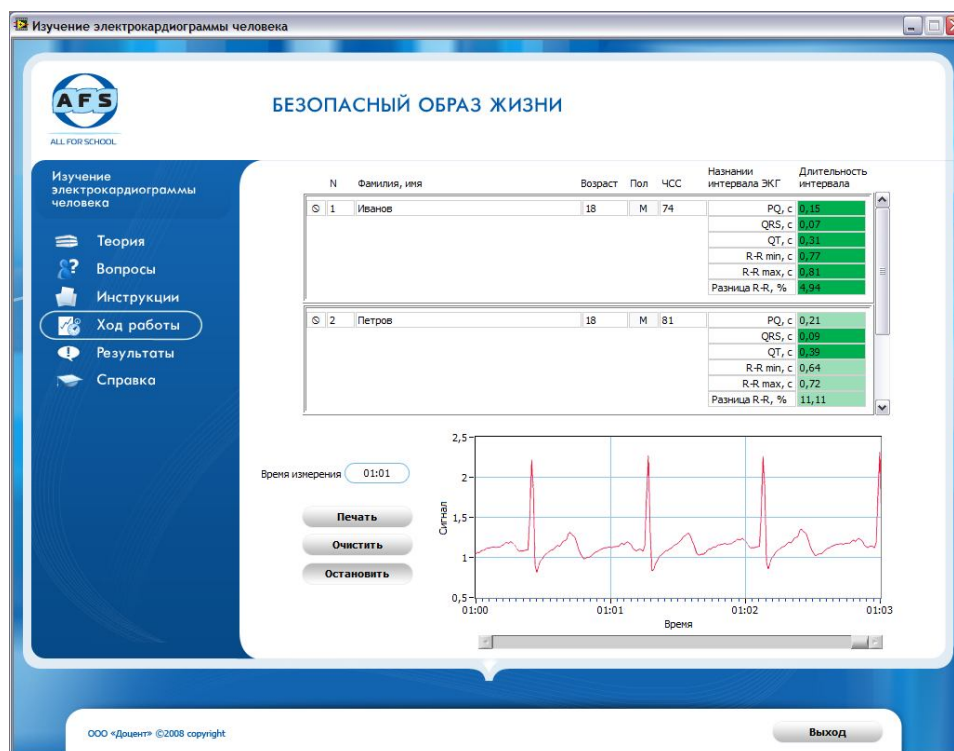 Изучение электрокардиограммы человека
AFS
ALL FOR SCHOOL
БЕЗОПАСНЫЙ ОБРАЗ ЖИЗНИ
Изучение
электрокардиограммы
человека
Теория
Вопросы
Инструкции
Ход работы
Результаты
Справка
N Фамилия, имя Возраст Пол ЧСС Назнании интервала ЭКГ Длительность интервала
1 Иванов 18 М 74 PQ, с 0,15
QRS, с 0,07
QT, с 0,31
R-R min, с 0,77
R-R max, с 0,81
Разница R-R, % 4,94
2 Петров 18 М 81 PQ, с 0,21
QRS, с 0,09
QT, с 0,39
R-R min, с 0,64
R-R max, с 0,72
Разница R-R, % 11,11
Время измерения 01:01
Печать
Очистить
Остановить
Сигнал
2,5
2
1,5
1
0,5
01:00 01:01 01:02 01:03
Время
ООО «Доцент» ©2008 copyright
Выход